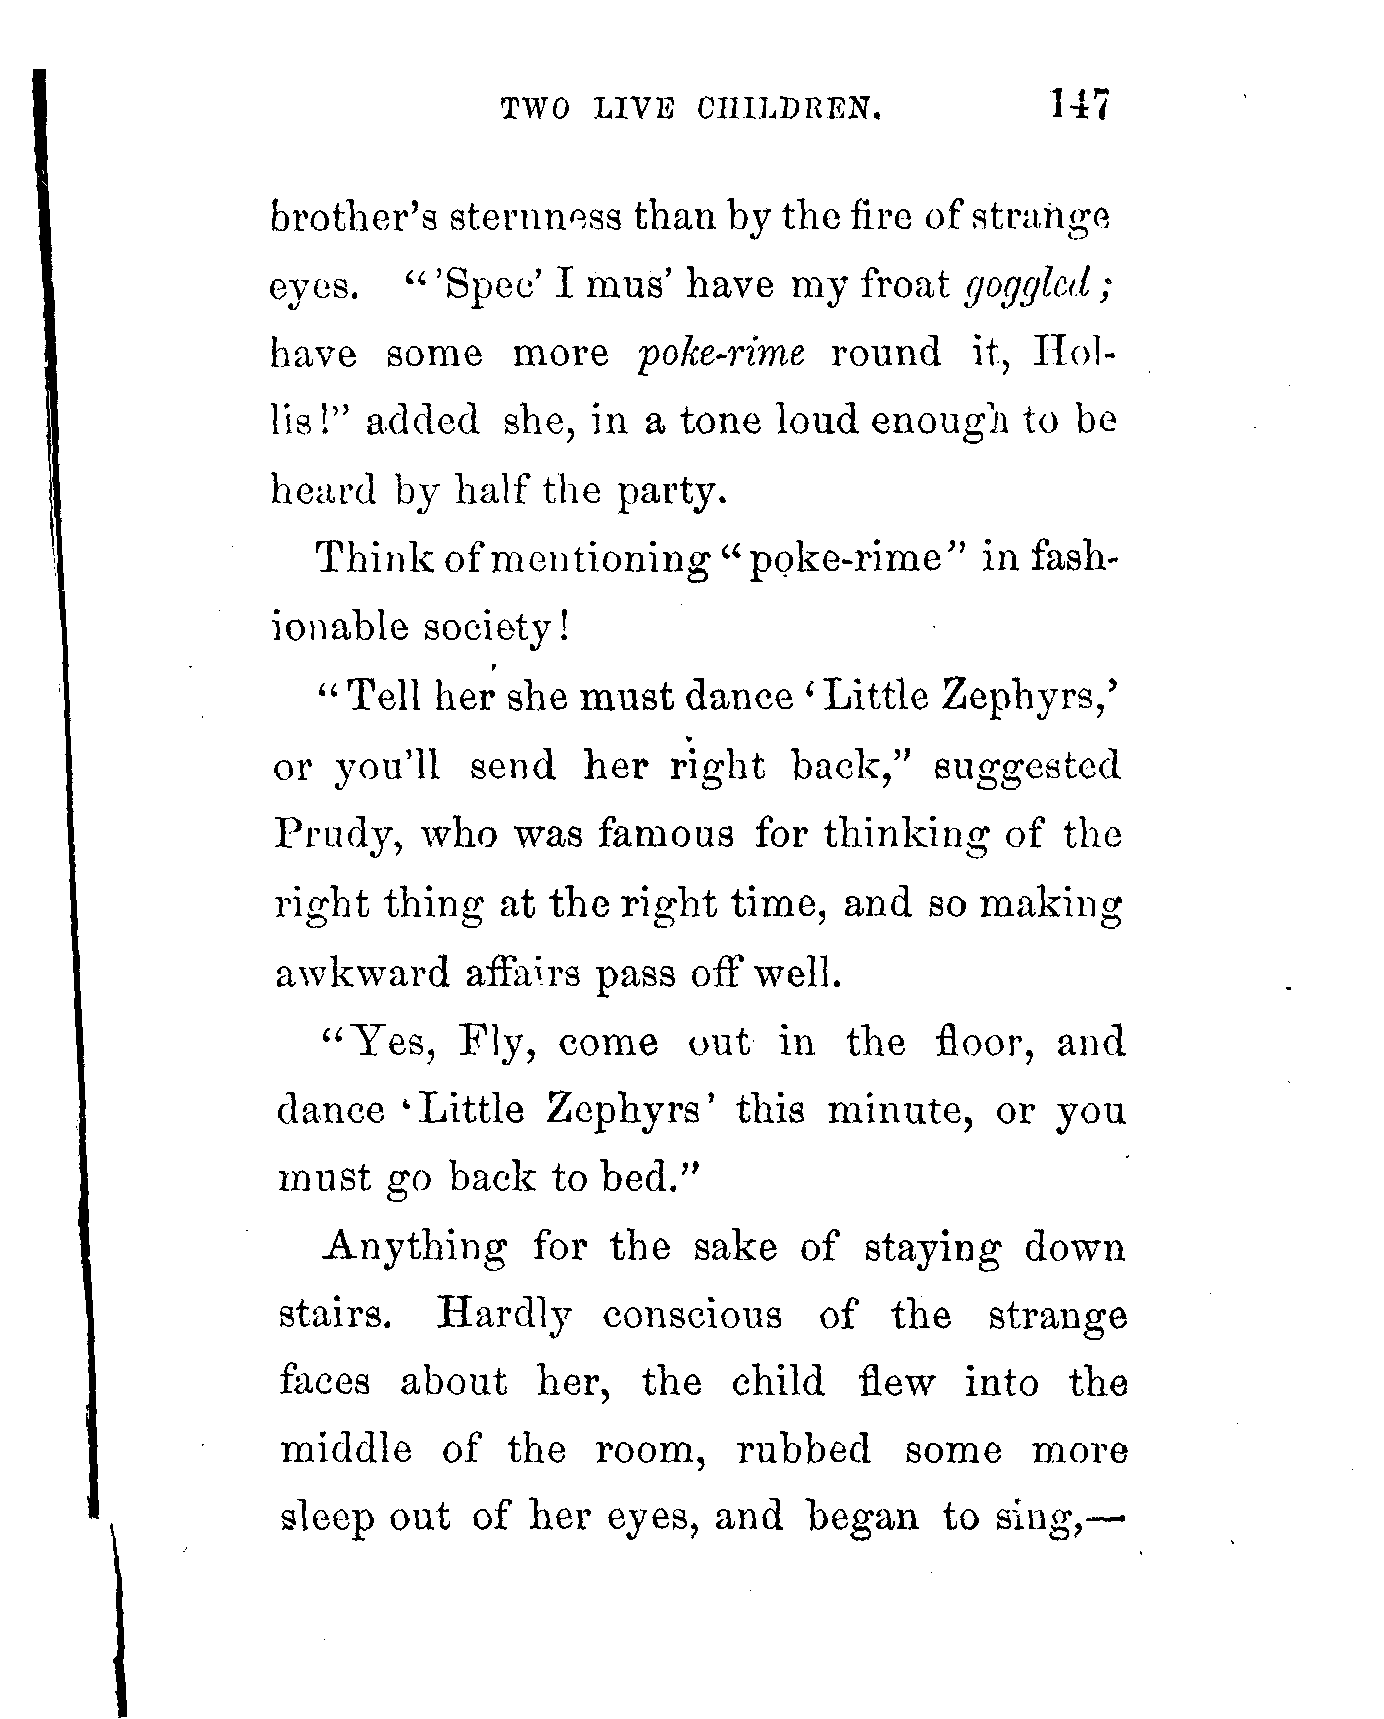 TWO LIVE CHILDREN. 147
brother's sternness than by the fire of strange
eyes. "'Spec' I mus' have my froat goggled;
have some more poke-rime round it, Hol-
lis!" added she, in a tone loud enough to be
heard by half the party.
Think of mentioning "poke-rime" in fash-
ionable society!
"Tell her she must dance 'Little Zephyrs,'
or you'll send her right back," suggested
Prudy, who was famous for thinking of the
right thing at the right time, and so making
awkward affairs pass off well.
"Yes, Fly, come out in the floor, and
dance 'Little Zephyrs' this minute, or you
must go back to bed."
Anything for the sake of staying down
stairs. Hardly conscious of the strange
faces about her, the child flew into the
middle of the room, rubbed some more
sleep out of her eyes, and began to sing,—